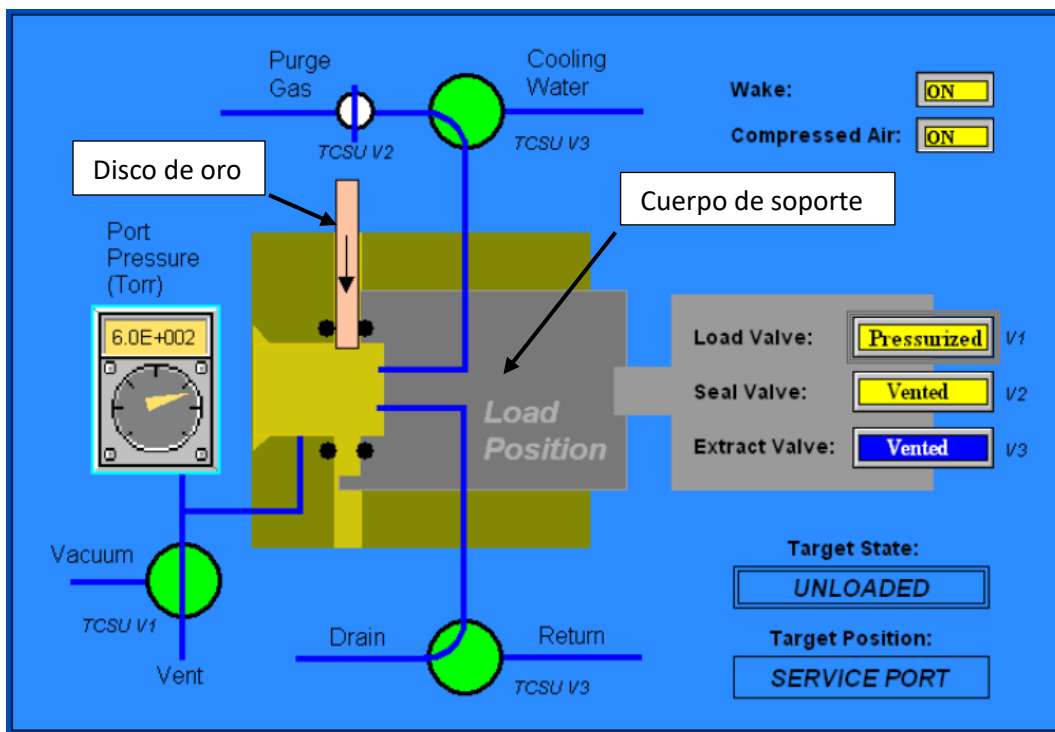 Purge
Gas
Cooling
Water
TCSU V2
TCSU V3
Wake:
ON
Compressed Air:
ON
Disco de oro
Cuerpo de soporte
Port
Pressure
(Torr)
6.0E+002
Load
Position
Load Valve:
Pressurized
V1
Seal Valve:
Vented
V2
Extract Valve:
Vented
V3
Vacuum
TCSU V1
Vent
Drain
Return
TCSU V3
Target State:
UNLOADED
Target Position:
SERVICE PORT